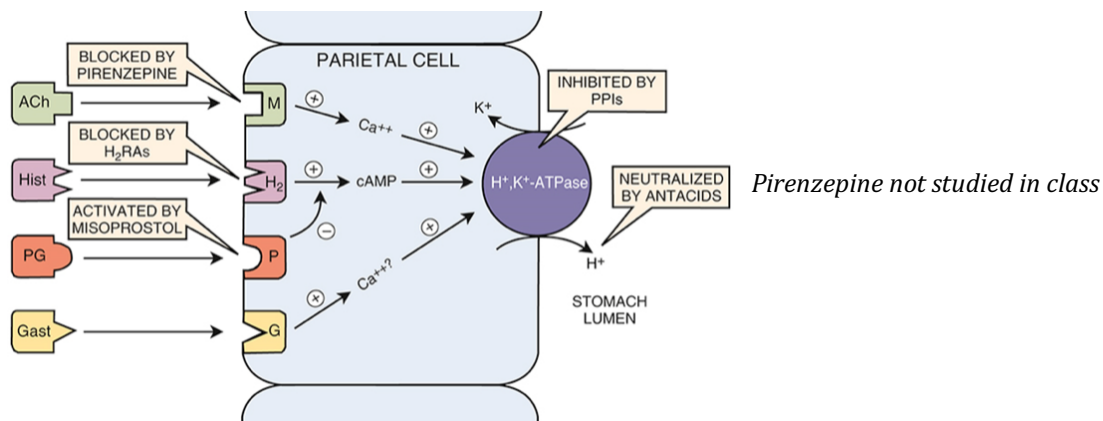 PARIETAL CELL
BLOCKED BY
PIRENZEPINE
ACh
M
+
Ca++
+
BLOCKED BY
H₂RAs
Hist
H₂
+
cAMP
+
ACTIVATED BY
MISOPROSTOL
PG
P
−
Gast
G
+
Ca++?
+
K+
INHIBITED BY
PPIs
H+,K+-ATPase
NEUTRALIZED
BY ANTACIDS
H+
STOMACH
LUMEN
Pirenzepine not studied in class